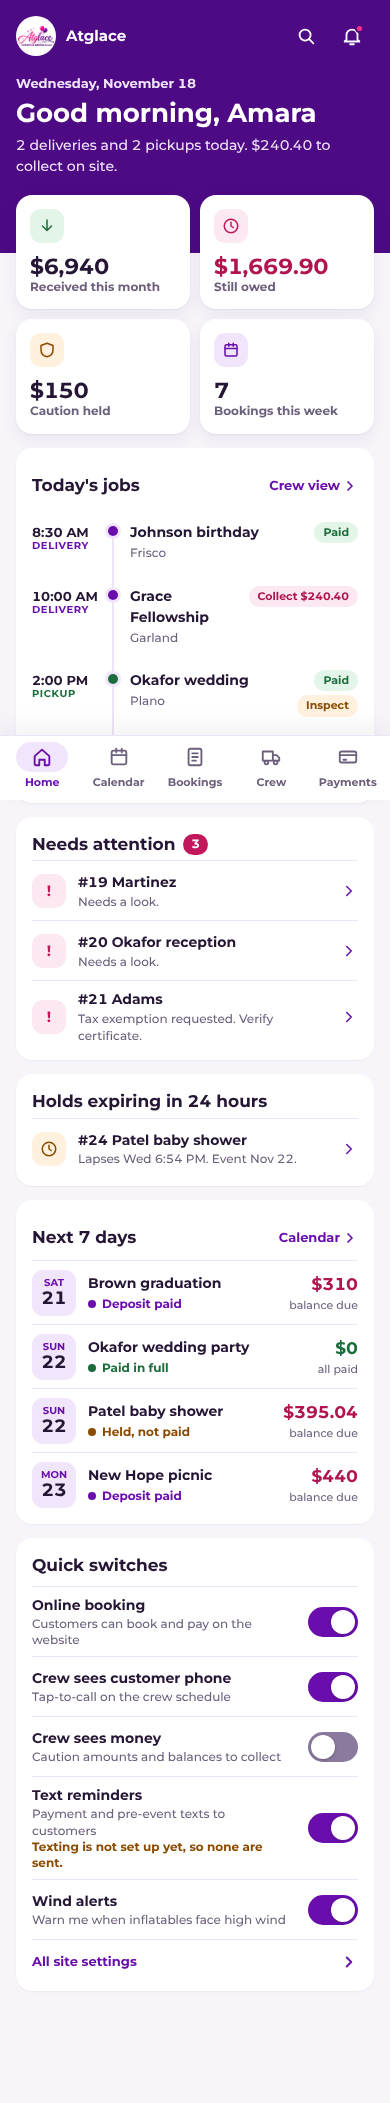 Atglace
Atglace
Wednesday, November 18
Good morning, Amara
2 deliveries and 2 pickups today. $240.40 to
collect on site.
$6,940
Received this month
$1,669.90
Still owed
$150
Caution held
7
Bookings this week
Today's jobs
Crew view
8:30 AM
DELIVERY
Johnson birthday
Frisco
Paid
10:00 AM
DELIVERY
Grace
Fellowship
Garland
Collect $240.40
2:00 PM
PICKUP
Okafor wedding
Plano
Paid
Inspect
Home
Calendar
Bookings
Crew
Payments
Needs attention 3
! #19 Martinez
Needs a look.
! #20 Okafor reception
Needs a look.
! #21 Adams
Tax exemption requested. Verify
certificate.
Holds expiring in 24 hours
#24 Patel baby shower
Lapses Wed 6:54 PM. Event Nov 22.
Next 7 days
Calendar
SAT
21
Brown graduation
Deposit paid
$310
balance due
SUN
22
Okafor wedding party
Paid in full
$0
all paid
SUN
22
Patel baby shower
Held, not paid
$395.04
balance due
MON
23
New Hope picnic
Deposit paid
$440
balance due
Quick switches
Online booking
Customers can book and pay on the
website
Crew sees customer phone
Tap-to-call on the crew schedule
Crew sees money
Caution amounts and balances to collect
Text reminders
Payment and pre-event texts to
customers
Texting is not set up yet, so none are
sent.
Wind alerts
Warn me when inflatables face high wind
All site settings